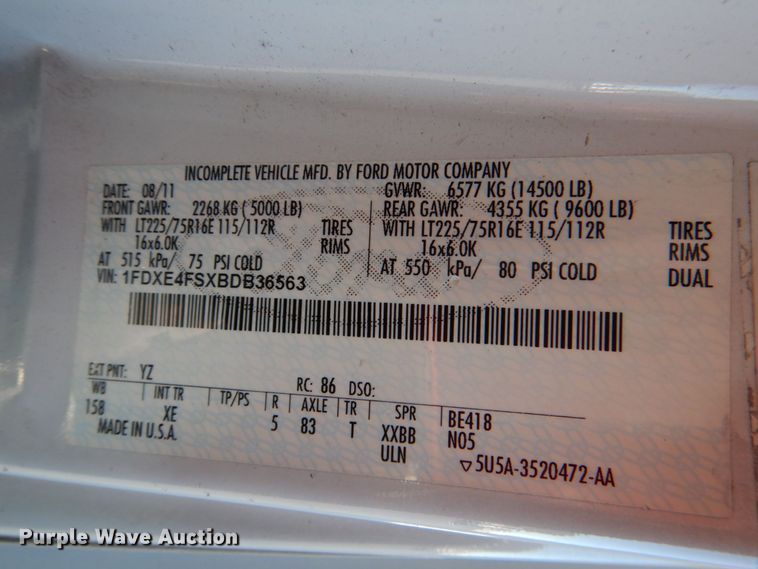 INCOMPLETE VEHICLE MFD. BY FORD MOTOR COMPANY
DATE: 08/11 GVWR: 6577 KG (14500 LB)
FRONT GAWR: 2268 KG ( 5000 LB) REAR GAWR: 4355 KG ( 9600 LB)
WITH LT225/75R16E 115/112R TIRES WITH LT225/75R16E 115/112R TIRES
16x6.0K RIMS 16x6.0K RIMS
AT 515 kPa/ 75 PSI COLD AT 550 kPa/ 80 PSI COLD DUAL
VIN: 1FDXE4FSXBDB36563
EXT PNT: YZ RC: 86 DSO:
WB INT TR TP/PS R AXLE TR SPR BE418
158 XE 5 83 T XXBB N05
MADE IN U.S.A. ULN ▽5U5A-3520472-AA
Purple Wave Auction